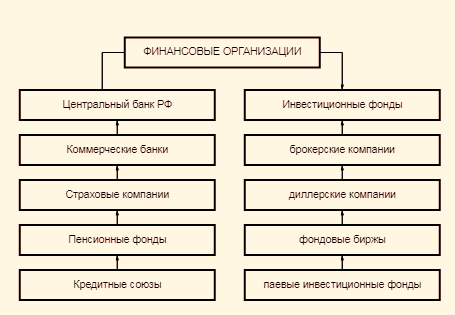 ФИНАНСОВЫЕ ОРГАНИЗАЦИИ
Центральный банк РФ
Коммерческие банки
Страховые компании
Пенсионные фонды
Кредитные союзы
Инвестиционные фонды
брокерские компании
диллерские компании
фондовые биржы
паевые инвестиционные фонды